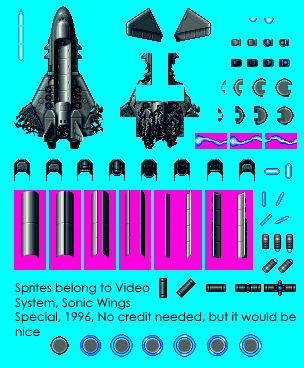 Sprites belong to Video
System, Sonic Wings
Special, 1996, No credit needed, but it would be
nice